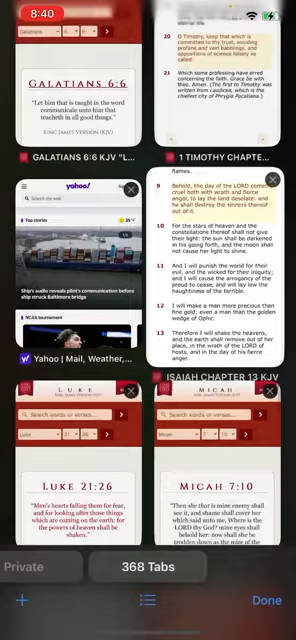 8:40
Galatians 6 6
GALATIANS 6:6
"Let him that is taught in the word
communicate unto him that
teacheth in all good things."
KING JAMES VERSION (KJV)
GALATIANS 6:6 KJV "L...
20 O Timothy, keep that which is
committed to thy trust, avoiding
profane and vain babblings, and
oppositions of science falsely so
called:
21 Which some professing have erred
concerning the faith. Grace be with
thee. Amen. (The first to Timothy
written from Laodicea, which is the
chiefest city of Phrygia Pacatiana.)
1 TIMOTHY CHAPTE...
yahoo!
Search the web
Top stories
35°F
Ship's audio reveals pilot's communication before
ship struck Baltimore bridge
NCAA tournament
Yahoo | Mail, Weather,...
flames.
9 Behold, the day of the LORD cometh,
cruel both with wrath and fierce
anger, to lay the land desolate: and
he shall destroy the sinners thereof
out of it.
10 For the stars of heaven and the
constellations thereof shall not give
their light: the sun shall be darkened
in his going forth, and the moon shall
not cause her light to shine.
11 And I will punish the world for their
evil, and the wicked for their iniquity;
and I will cause the arrogancy of the
proud to cease, and will lay low the
haughtiness of the terrible.
12 I will make a man more precious than
fine gold; even a man than the golden
wedge of Ophir.
13 Therefore I will shake the heavens,
and the earth shall remove out of her
place, in the wrath of the LORD of
hosts, and in the day of his fierce
anger.
ISAIAH CHAPTER 13 KJV
LUKE
Search words or verses...
Luke 21 26
LUKE 21:26
"Men's hearts failing them for fear,
and for looking after those things
which are coming on the earth: for
the powers of heaven shall be
shaken."
MICAH
Search words or verses...
Micah 7 10
MICAH 7:10
"Then she that is mine enemy shall
see it, and shame shall cover her
which said unto me, Where is the
LORD thy God? mine eyes shall
behold her: now shall she be
trodden down as the mire of the
Private
368 Tabs
Done